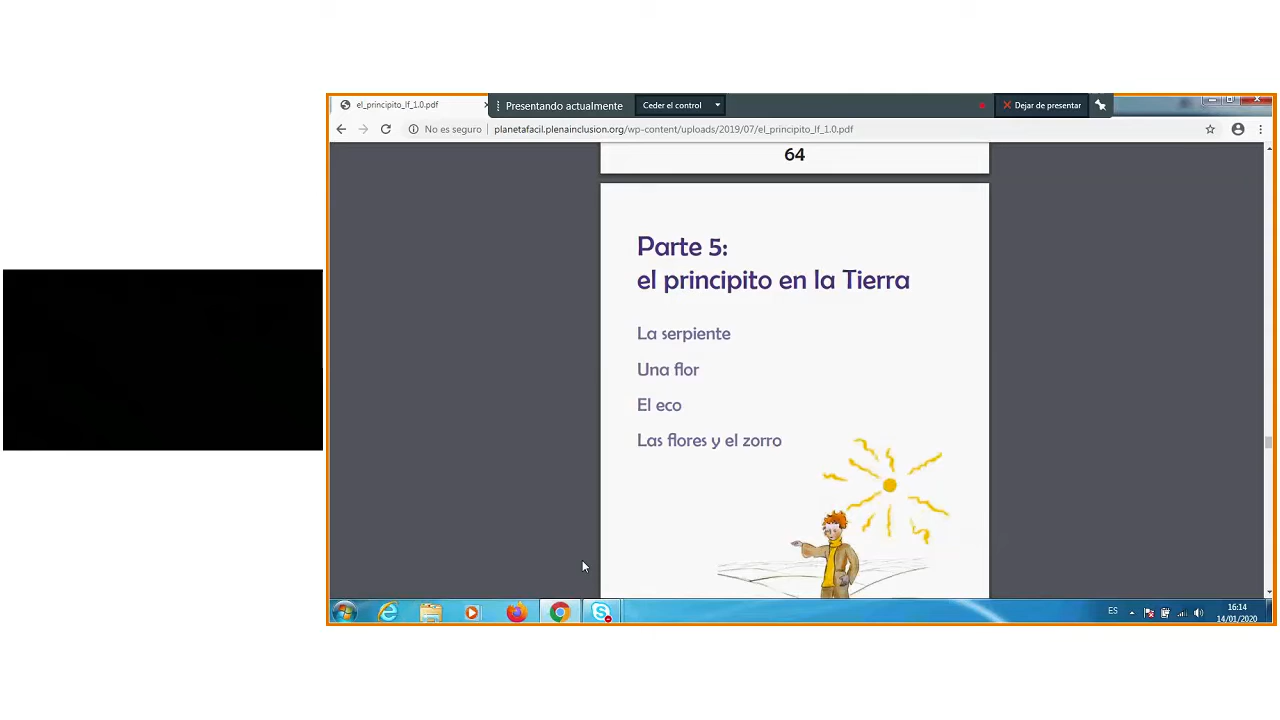 el_principito_lf_1.0.pdf
Presentando actualmente
Ceder el control
Dejar de presentar
No es seguro
planetafacil.plenainclusion.org/wp-content/uploads/2019/07/el_principito_lf_1.0.pdf
64
Parte 5:
el principito en la Tierra
La serpiente
Una flor
El eco
Las flores y el zorro
ES
16:14
14/01/2020